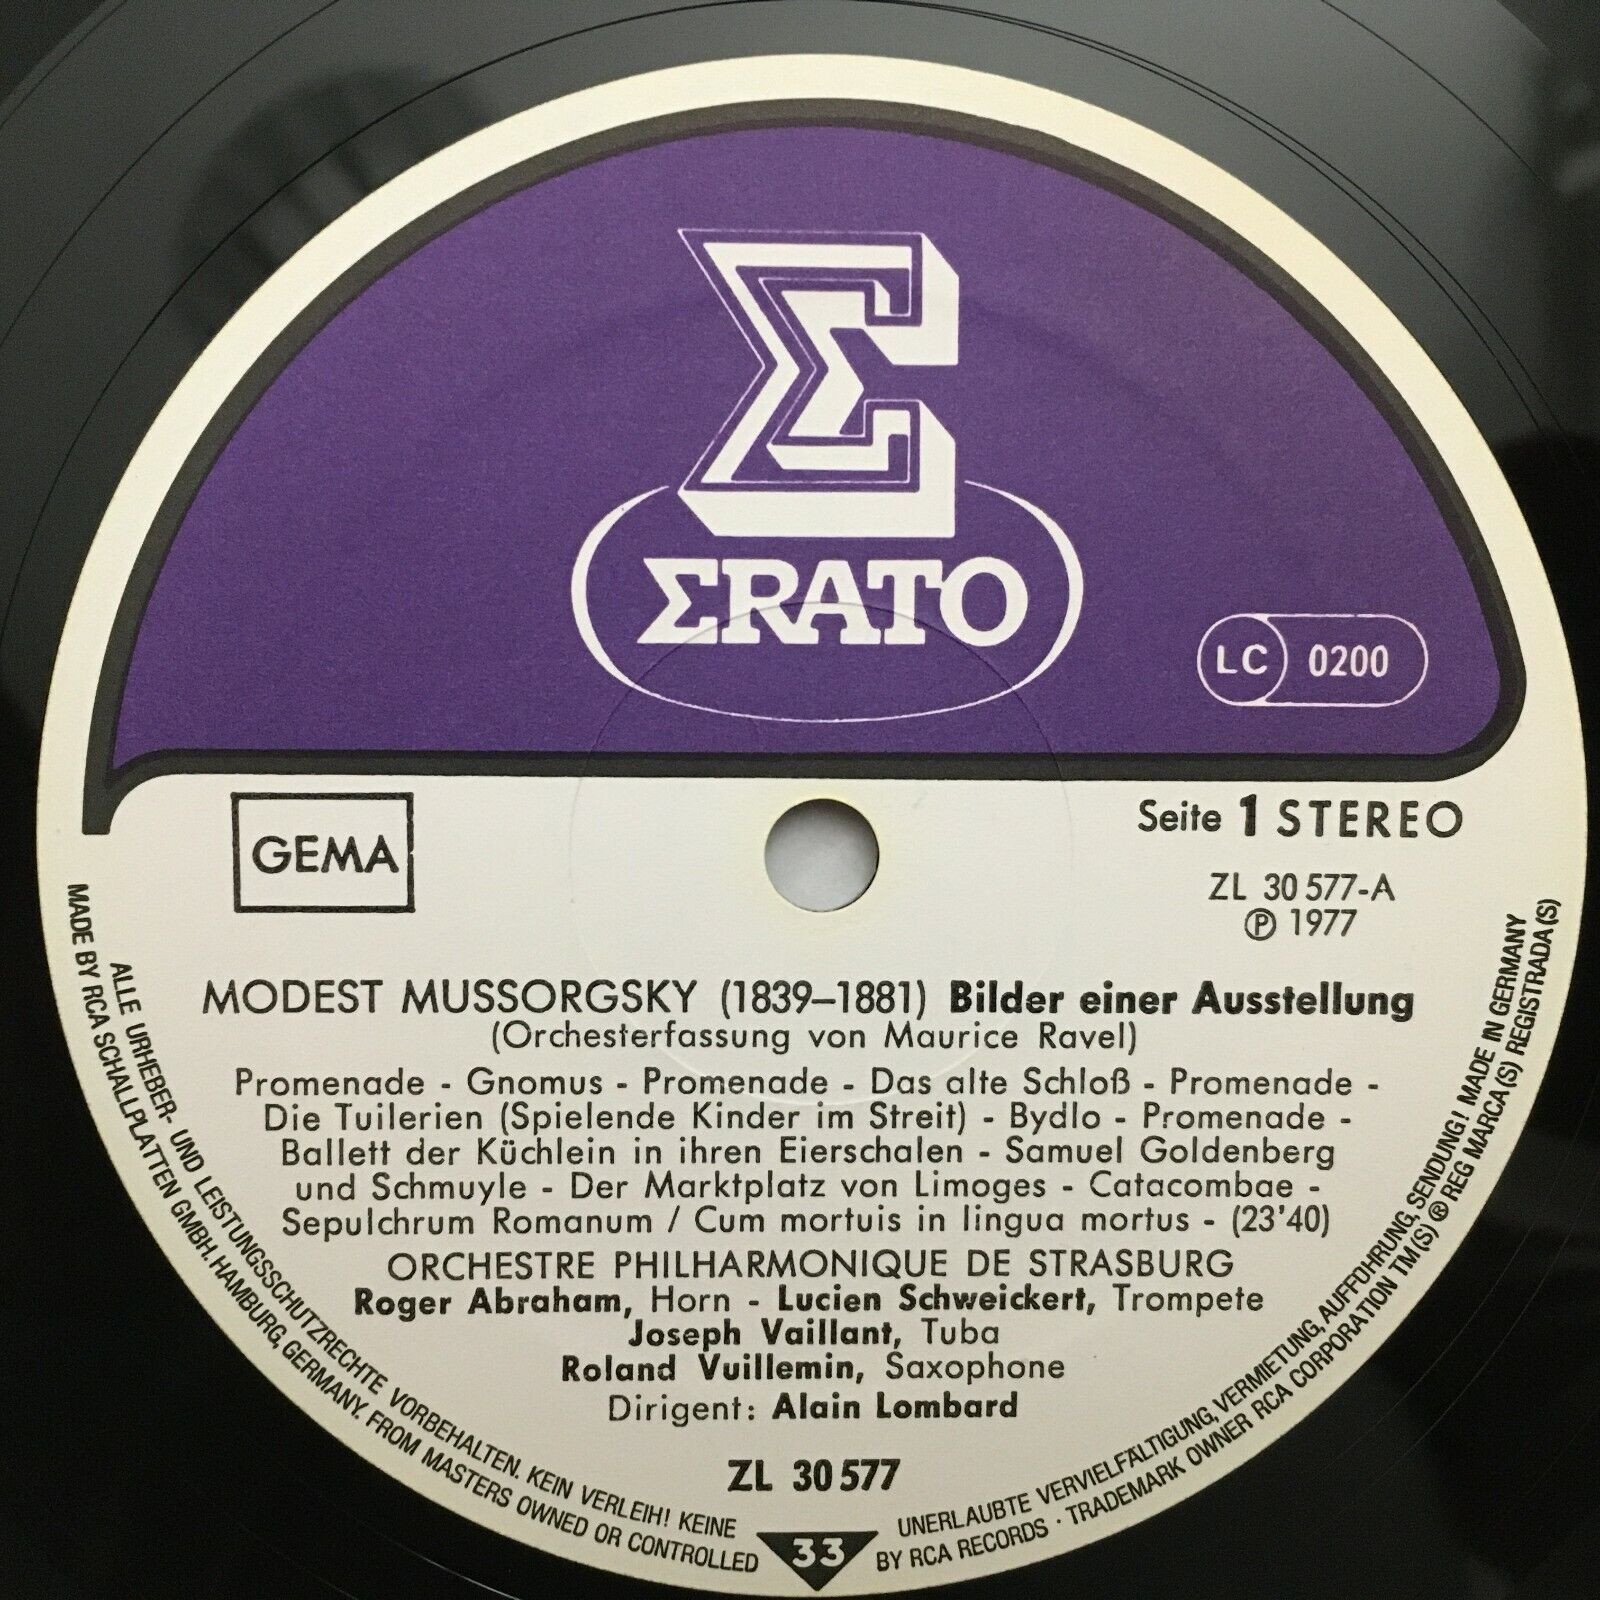 ΣRATO
LC 0200
GEMA
Seite 1 STEREO
ZL 30 577-A
℗ 1977
MODEST MUSSORGSKY (1839–1881) Bilder einer Ausstellung
(Orchesterfassung von Maurice Ravel)
Promenade - Gnomus - Promenade - Das alte Schloß - Promenade -
Die Tuilerien (Spielende Kinder im Streit) - Bydlo - Promenade -
Ballett der Küchlein in ihren Eierschalen - Samuel Goldenberg
und Schmuyle - Der Marktplatz von Limoges - Catacombae -
Sepulchrum Romanum / Cum mortuis in lingua mortus - (23'40)
ORCHESTRE PHILHARMONIQUE DE STRASBURG
Roger Abraham, Horn - Lucien Schweickert, Trompete
Joseph Vaillant, Tuba
Roland Vuillemin, Saxophone
Dirigent: Alain Lombard
ZL 30 577
33
ALLE URHEBER- UND LEISTUNGSSCHUTZRECHTE VORBEHALTEN. KEIN VERLEIH! KEINE UNERLAUBTE VERVIELFÄLTIGUNG, VERMIETUNG, AUFFÜHRUNG, SENDUNG! MADE IN GERMANY
MADE BY RCA SCHALLPLATTEN GMBH. HAMBURG, GERMANY. FROM MASTERS OWNED OR CONTROLLED BY RCA RECORDS · TRADEMARK OWNER RCA CORPORATION TM(S) ® REG MARCA(S) REGISTRADA(S)